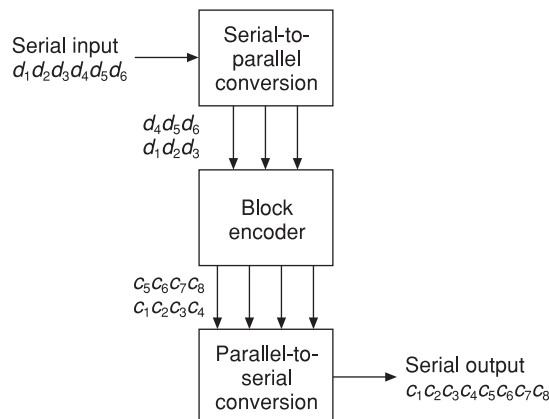 Serial input
d₁d₂d₃d₄d₅d₆
Serial-to-
parallel
conversion
d₄d₅d₆
d₁d₂d₃
Block
encoder
c₅c₆c₇c₈
c₁c₂c₃c₄
Parallel-to-
serial
conversion
Serial output
c₁c₂c₃c₄c₅c₆c₇c₈